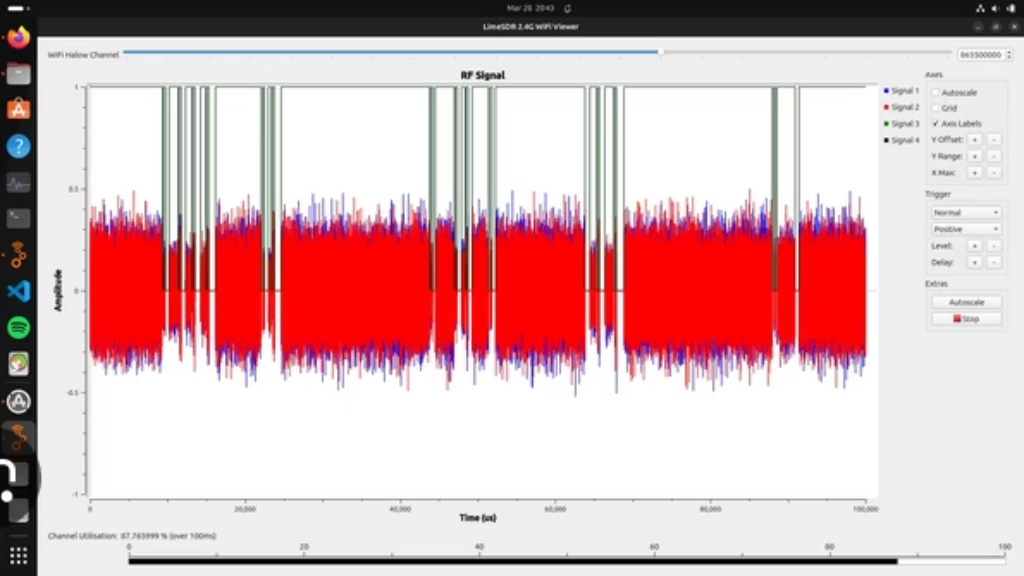 Mar 28 20:43
LimeSDR 2.4G WiFi Viewer
WiFi Halow Channel
863500000
RF Signal
Axes
Signal 1
Signal 2
Signal 3
Signal 4
Autoscale
Grid
Axis Labels
Y Offset: + -
Y Range: + -
X Max: + -
Trigger
Normal
Positive
Level: + -
Delay: + -
Extras
Autoscale
Stop
1
0.5
0
-0.5
-1
Amplitude
0 20,000 40,000 60,000 80,000 100,000
Time (us)
Channel Utilisation: 87.763999 % (over 100ms)
0 20 40 60 80 100